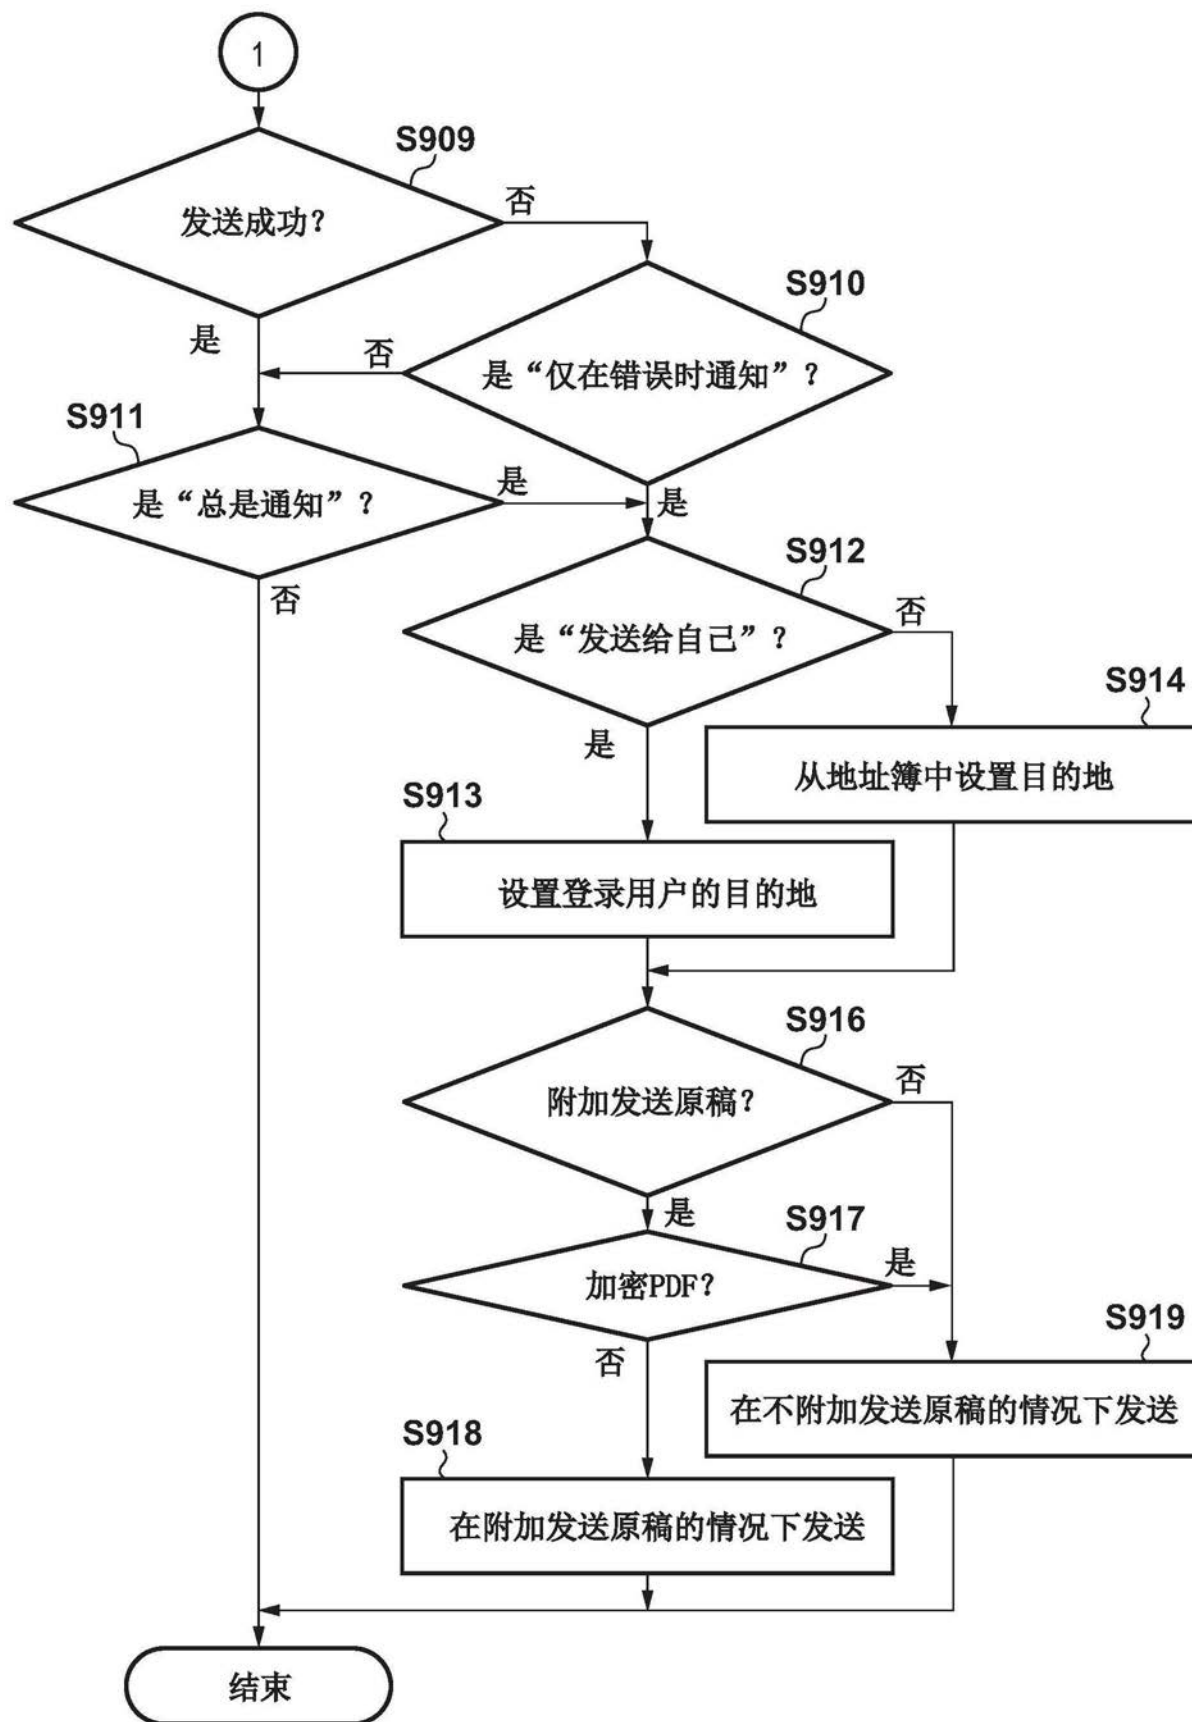 1
S909
发送成功?
否
S910
是
否
是“仅在错误时通知”?
S911
是“总是通知”?
是
是
S912
否
是“发送给自己”?
否
S914
是
从地址簿中设置目的地
S913
设置登录用户的目的地
S916
附加发送原稿?
否
是
S917
加密PDF?
是
S919
否
在不附加发送原稿的情况下发送
S918
在附加发送原稿的情况下发送
结束